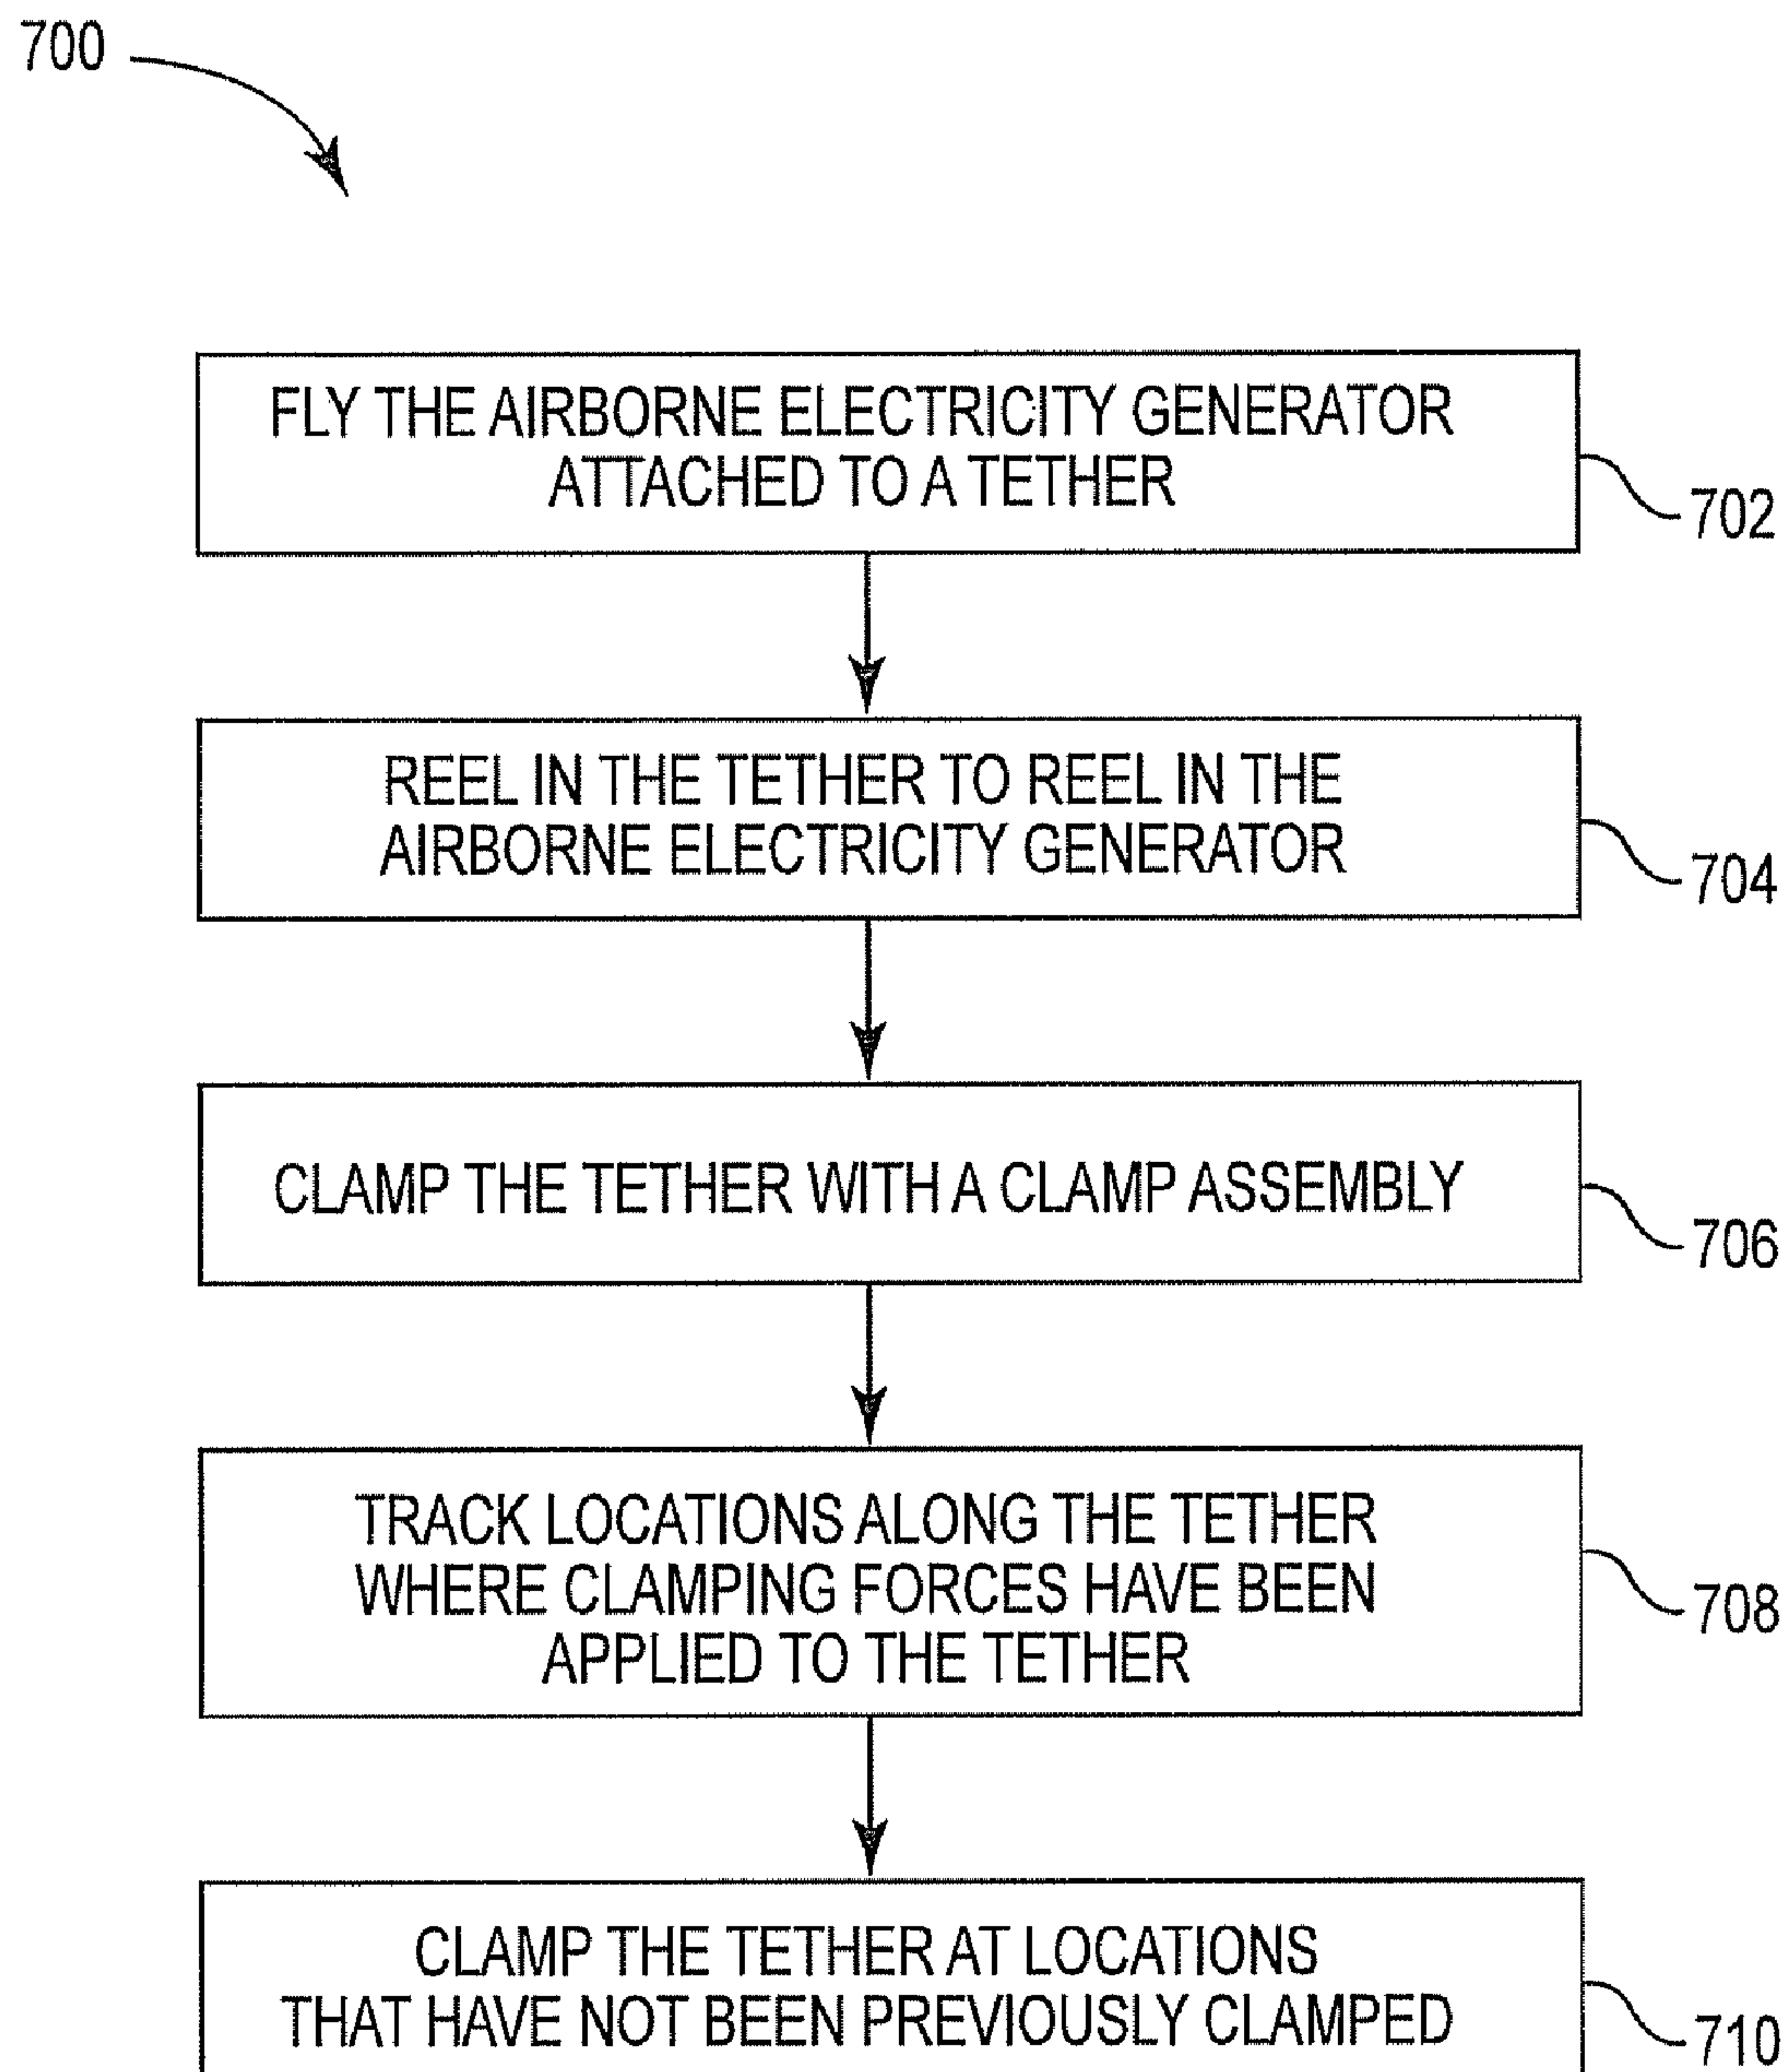 700
FLY THE AIRBORNE ELECTRICITY GENERATOR
ATTACHED TO A TETHER
702
REEL IN THE TETHER TO REEL IN THE
AIRBORNE ELECTRICITY GENERATOR
704
CLAMP THE TETHER WITH A CLAMP ASSEMBLY
706
TRACK LOCATIONS ALONG THE TETHER
WHERE CLAMPING FORCES HAVE BEEN
APPLIED TO THE TETHER
708
CLAMP THE TETHER AT LOCATIONS
THAT HAVE NOT BEEN PREVIOUSLY CLAMPED
710